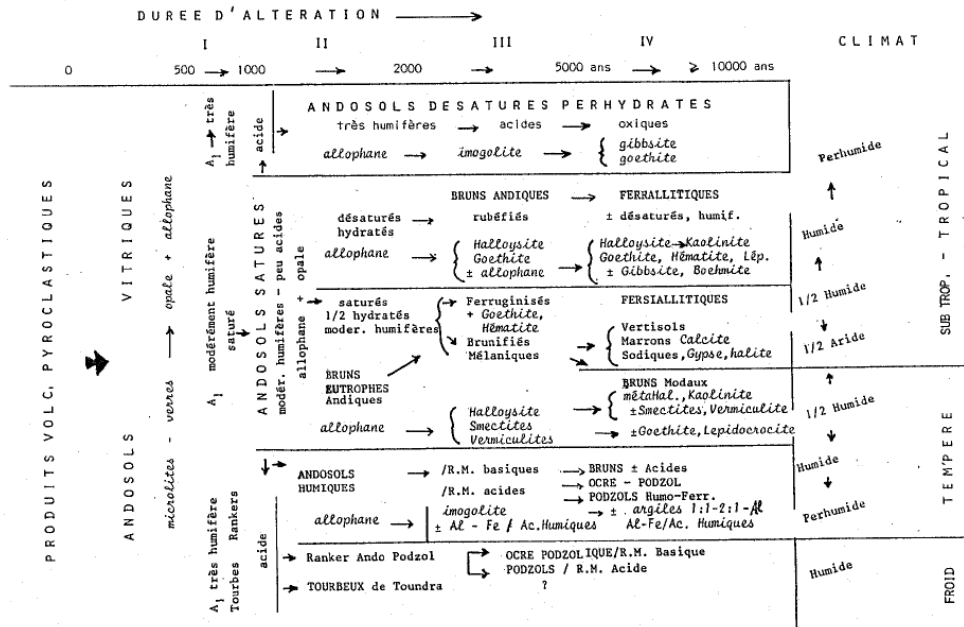 DUREE D'ALTERATION →
I II III IV CLIMAT
0 500 → 1000 → 2000 → 5000 ans → ≥ 10000 ans
PRODUITS VOLC, PYROCLASTIQUES
ANDOSOLS VITRIQUES
microlites - verres → opale + allophane
A1 → très humifère
acide
A1 modérément humifère
saturé
A1 très humifère
Tourbes Rankers
acide
ANDOSOLS SATURES
modér. humifères - peu acides
allophane + opale
ANDOSOLS DESATURES PERHYDRATES
très humifères → acides → oxiques
allophane → imogolite → { gibbsite
goethite
BRUNS ANDIQUES → FERRALLITIQUES
désaturés → rubéfiés ± désaturés, humif.
hydratés
allophane → { Halloysite
Goethite
± allophane
→ { Halloysite → Kaolinite
Goethite, Hématite, Lép.
± Gibbsite, Boehmite
→ saturés
1/2 hydratés
moder. humifères
→ Ferruginisés
+ Goethite,
Hématite
Brunifiés
Mélaniques
FERSIALLITIQUES
→ { Vertisols
Marrons Calcite
Sodiques, Gypse, halite
BRUNS
EUTROPHES
Andiques
allophane → { Halloysite
Smectites
Vermiculites
BRUNS Modaux
→ { métaHal., Kaolinite
± Smectites, Vermiculite
→ ± Goethite, Lepidocrocite
ANDOSOLS
HUMIQUES
/R.M. basiques → BRUNS ± Acides
→ OCRE - PODZOL
/R.M. acides → PODZOLS Humo-Ferr.
allophane → imogolite → ± argiles 1:1-2:1-Al
± Al - Fe / Ac. Humiques Al-Fe/Ac. Humiques
→ Ranker Ando Podzol
→ OCRE PODZOLIQUE/R.M. Basique
→ PODZOLS / R.M. Acide
→ TOURBEUX de Toundra ?
Perhumide
Humide
1/2 Humide
1/2 Aride
1/2 Humide
Humide
Perhumide
Humide
SUB TROP. - TROPICAL
TEMPERE
FROID